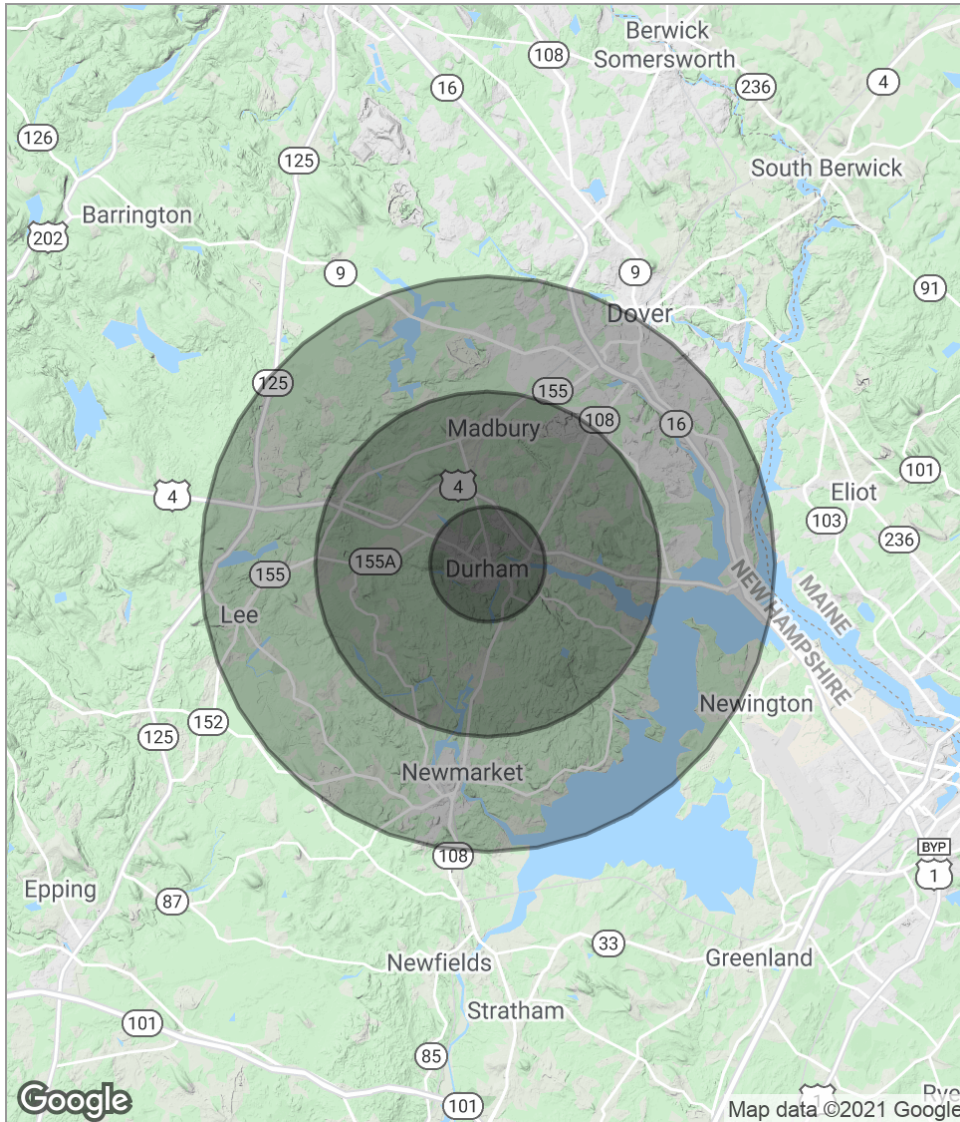 Berwick
Somersworth
108
16
236
4
126
125
South Berwick
Barrington
202
9
9
91
Dover
125
155
108
16
Madbury
4
4
101
Eliot
103
236
155A
Durham
155
NEW HAMPSHIRE
MAINE
Lee
Newington
152
125
Newmarket
108
BYP
1
Epping
87
33
Newfields
Greenland
Stratham
101
85
101
1
Rye
Google
Map data ©2021 Google